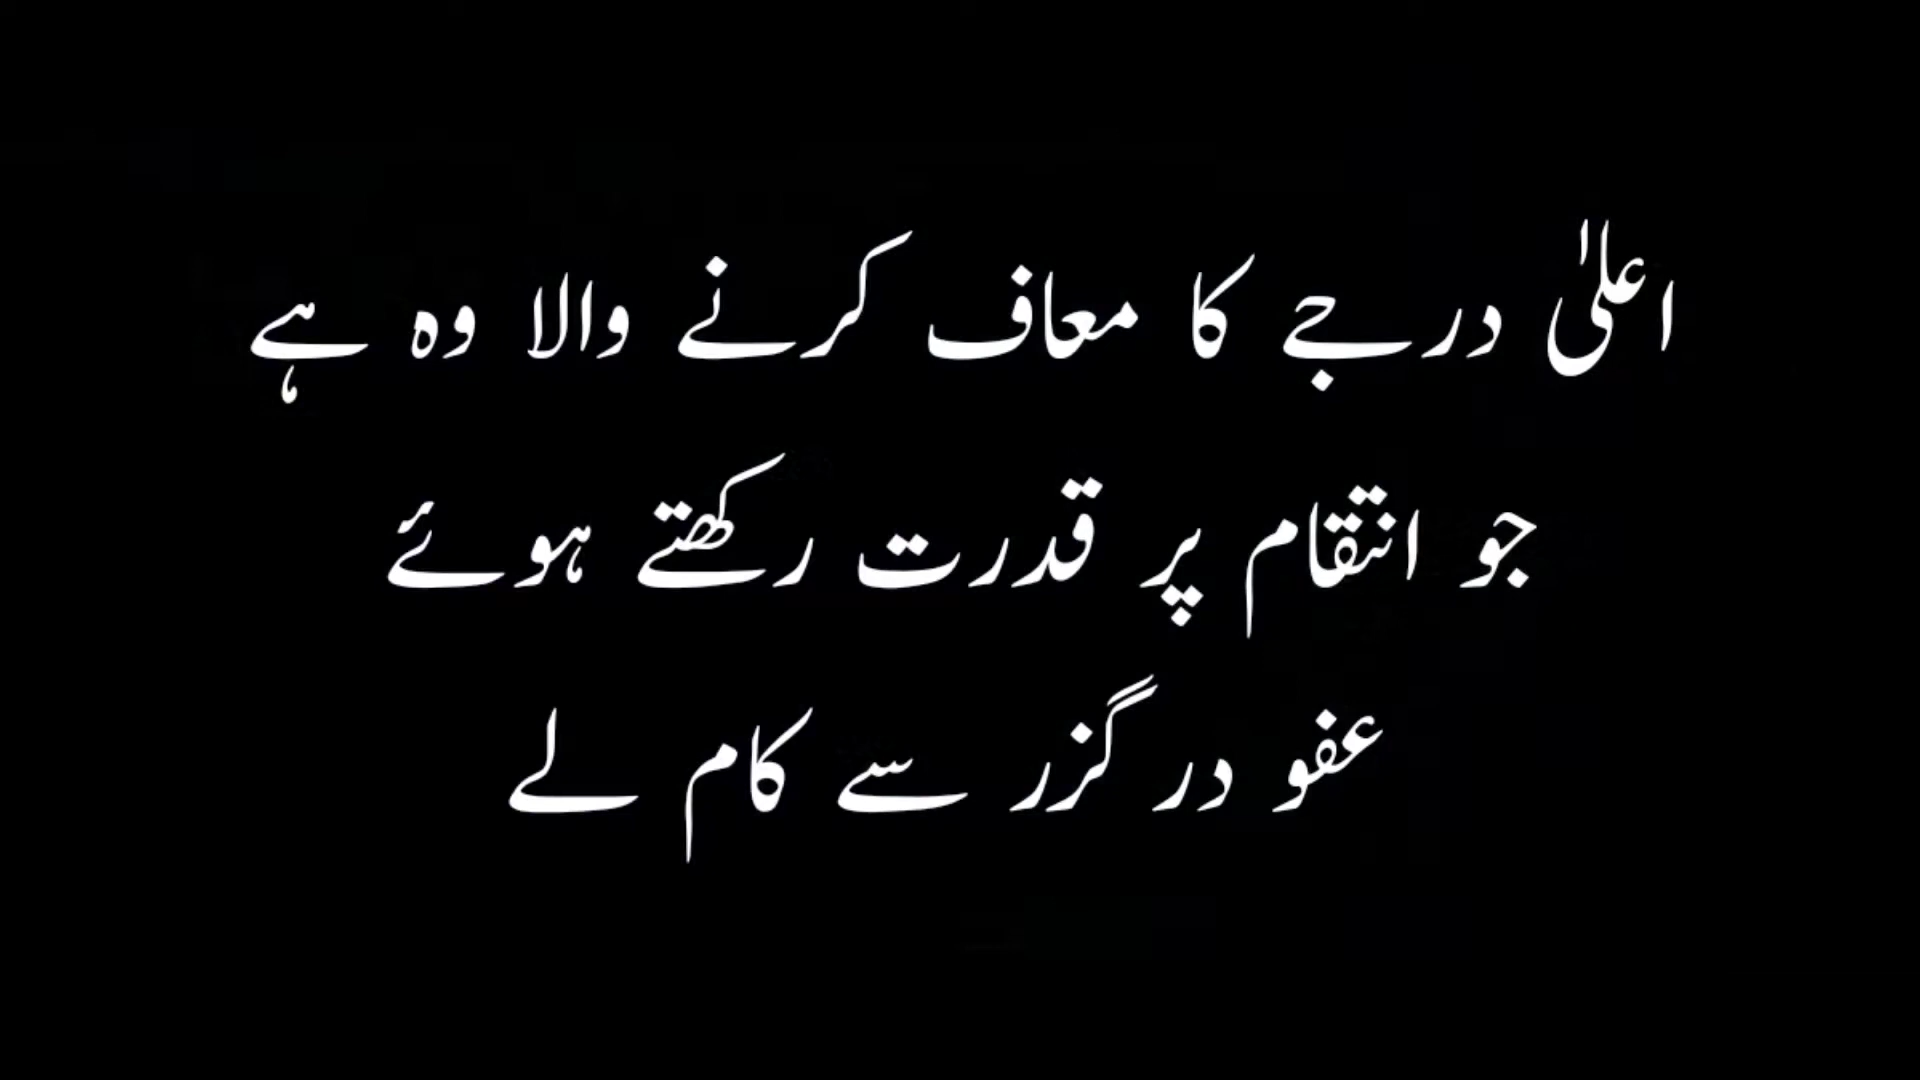 اعلیٰ درجے کا معاف کرنے والا وہ ہے
جو انتقام پر قدرت رکھتے ہوئے
عفو در گزر سے کام لے